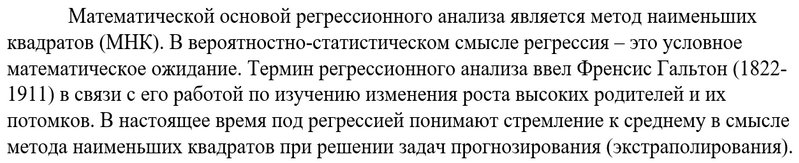 Математической основой регрессионного анализа является метод наименьших
квадратов (МНК). В вероятностно-статистическом смысле регрессия – это условное
математическое ожидание. Термин регрессионного анализа ввел Френсис Гальтон (1822-
1911) в связи с его работой по изучению изменения роста высоких родителей и их
потомков. В настоящее время под регрессией понимают стремление к среднему в смысле
метода наименьших квадратов при решении задач прогнозирования (экстраполирования).